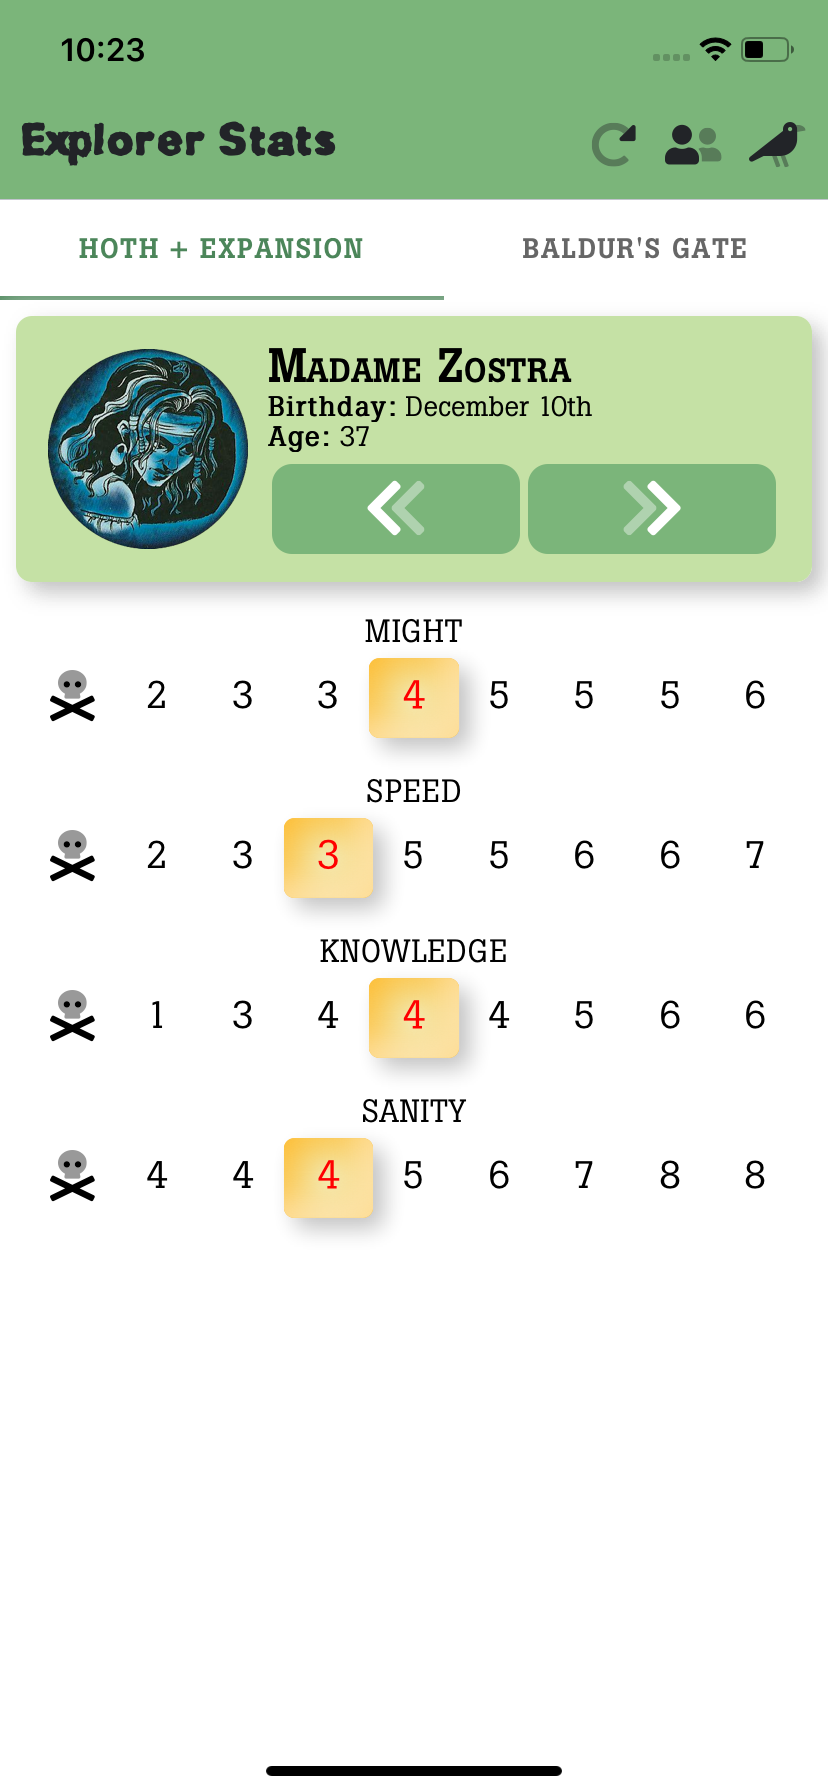 10:23
Explorer Stats
HOTH + EXPANSION BALDUR'S GATE
Madame Zostra
Birthday: December 10th
Age: 37
MIGHT
2 3 3 4 5 5 5 6
SPEED
2 3 3 5 5 6 6 7
KNOWLEDGE
1 3 4 4 4 5 6 6
SANITY
4 4 4 5 6 7 8 8